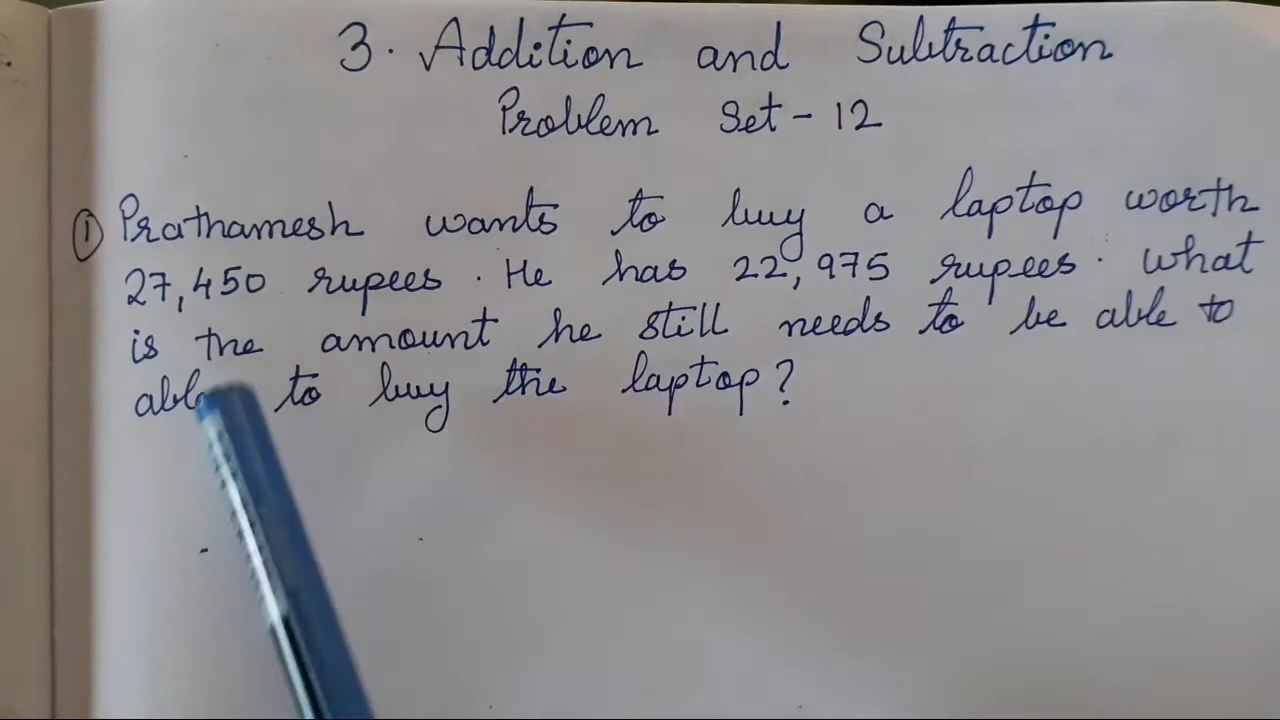 3. Addition and Subtraction
Problem Set - 12
① Prathamesh wants to buy a laptop worth
27,450 rupees. He has 22,975 rupees. what
is the amount he still needs to be able to
able to buy the laptop?